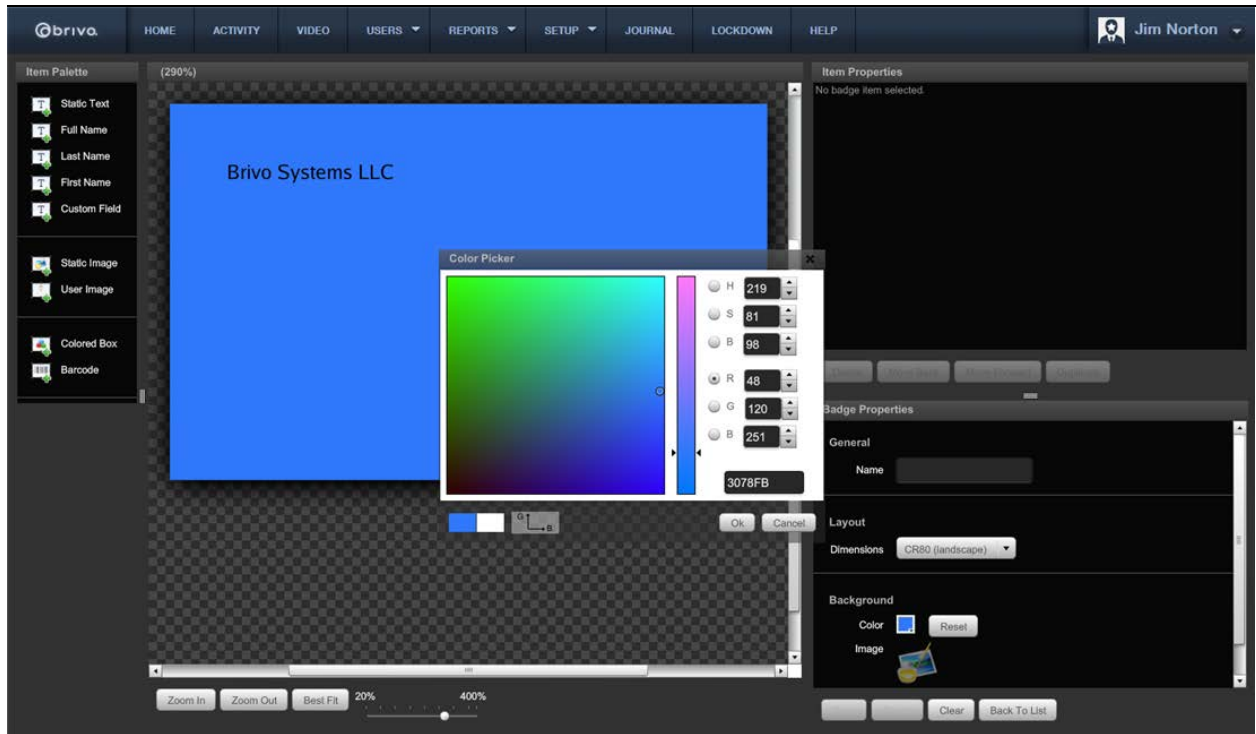 brivo.
HOME ACTIVITY VIDEO USERS REPORTS SETUP JOURNAL LOCKDOWN HELP
Jim Norton
Item Palette
Static Text
Full Name
Last Name
First Name
Custom Field
Static Image
User Image
Colored Box
Barcode
(290%)
Brivo Systems LLC
Color Picker
H 219
S 81
B 98
R 48
G 120
B 251
3078FB
G
B
Ok Cancel
Zoom In Zoom Out Best Fit 20% 400%
Item Properties
No badge item selected.
Badge Properties
General
Name
Layout
Dimensions CR80 (landscape)
Background
Color Reset
Image
Clear Back To List